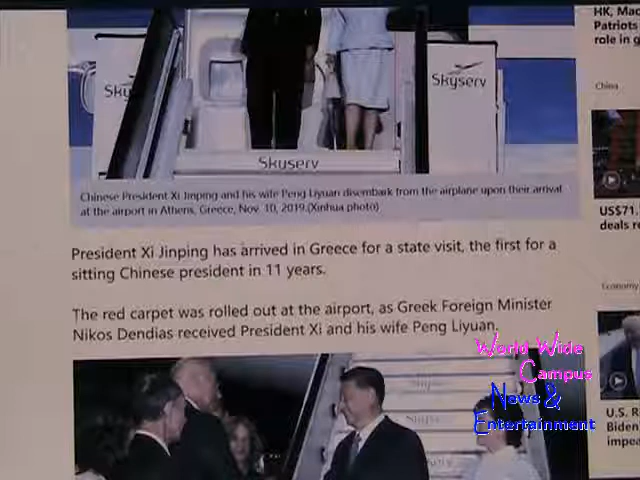 HK, Mac
Patriots
role in g
Skyserv
Skyserv
China
Chinese President Xi Jinping and his wife Peng Liyuan disembark from the airplane upon their arrival
at the airport in Athens, Greece, Nov. 10, 2019.(Xinhua photo)
US$71.
deals r
President Xi Jinping has arrived in Greece for a state visit, the first for a
sitting Chinese president in 11 years.
Economy
The red carpet was rolled out at the airport, as Greek Foreign Minister
Nikos Dendias received President Xi and his wife Peng Liyuan.
World Wide
Campus
News &
Entertainment
U.S. R
Biden
impea